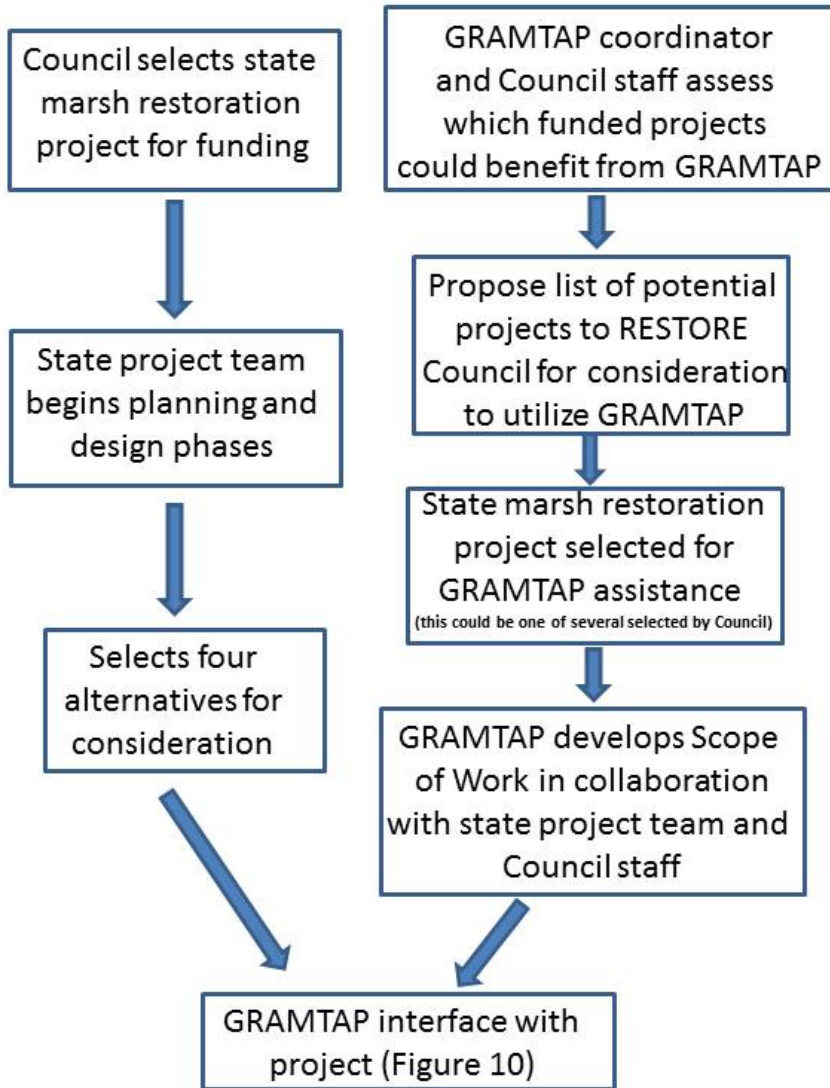 Council selects state
marsh restoration
project for funding
State project team
begins planning and
design phases
Selects four
alternatives for
consideration
GRAMTAP coordinator
and Council staff assess
which funded projects
could benefit from GRAMTAP
Propose list of potential
projects to RESTORE
Council for consideration
to utilize GRAMTAP
State marsh restoration
project selected for
GRAMTAP assistance
(this could be one of several selected by Council)
GRAMTAP develops Scope
of Work in collaboration
with state project team and
Council staff
GRAMTAP interface with
project (Figure 10)